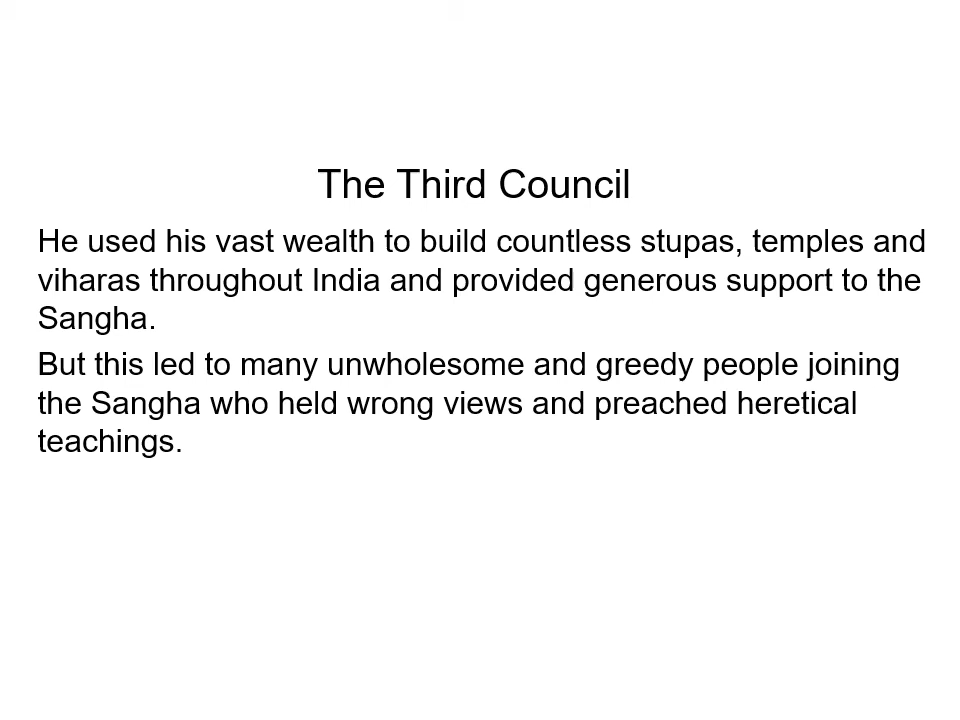 The Third Council
He used his vast wealth to build countless stupas, temples and
viharas throughout India and provided generous support to the
Sangha.
But this led to many unwholesome and greedy people joining
the Sangha who held wrong views and preached heretical
teachings.